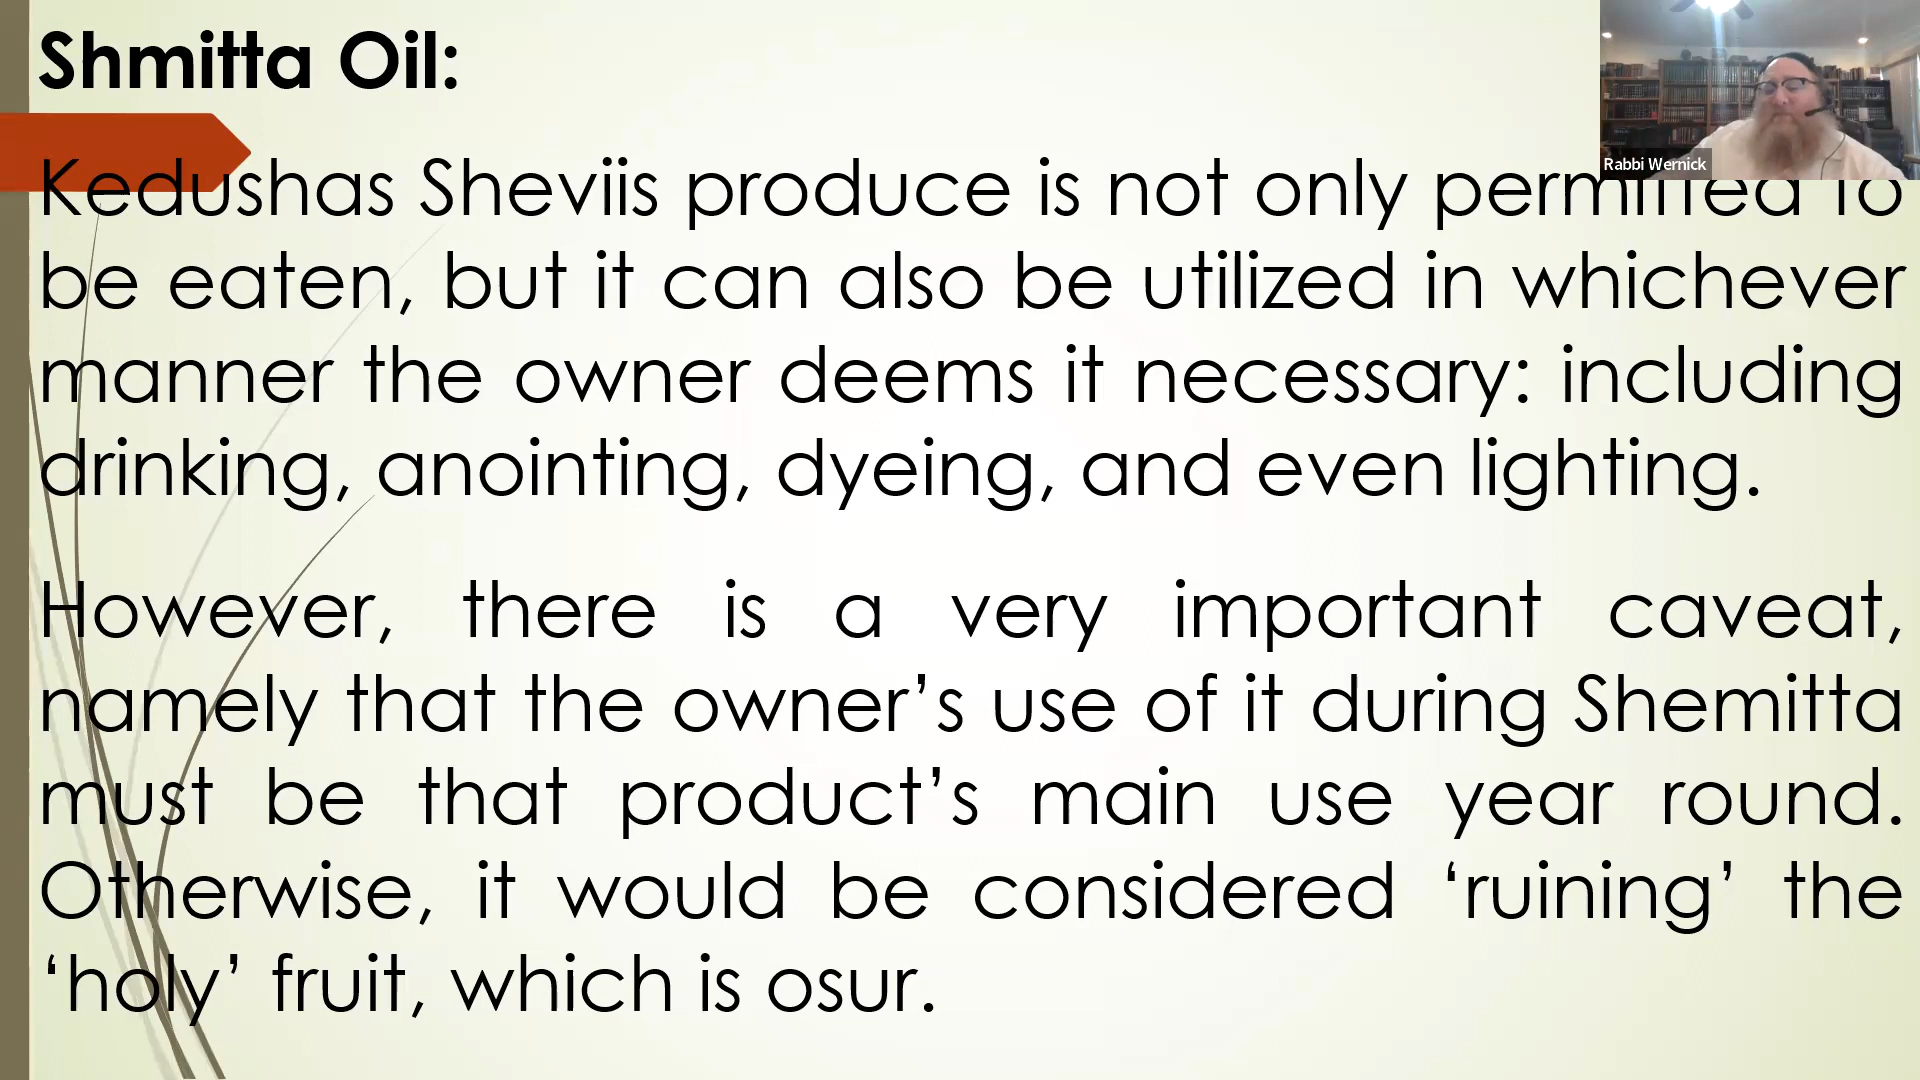 Shmitta Oil:
Rabbi Wernick
Kedushas Sheviis produce is not only permitted to
be eaten, but it can also be utilized in whichever
manner the owner deems it necessary: including
drinking, anointing, dyeing, and even lighting.
However, there is a very important caveat,
namely that the owner’s use of it during Shemitta
must be that product’s main use year round.
Otherwise, it would be considered ‘ruining’ the
‘holy’ fruit, which is osur.